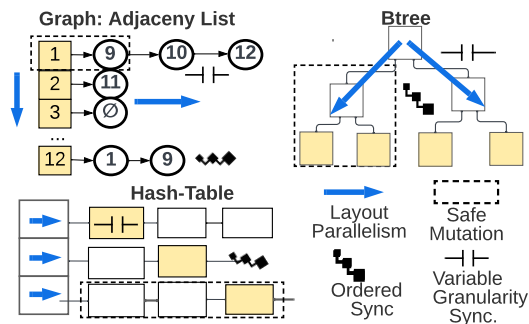 Graph: Adjaceny List
1 9 10 12
2 11
3 ∅
...
12 1 9
Btree
Hash-Table
Layout
Parallelism
Safe
Mutation
Ordered
Sync
Variable
Granularity
Sync.